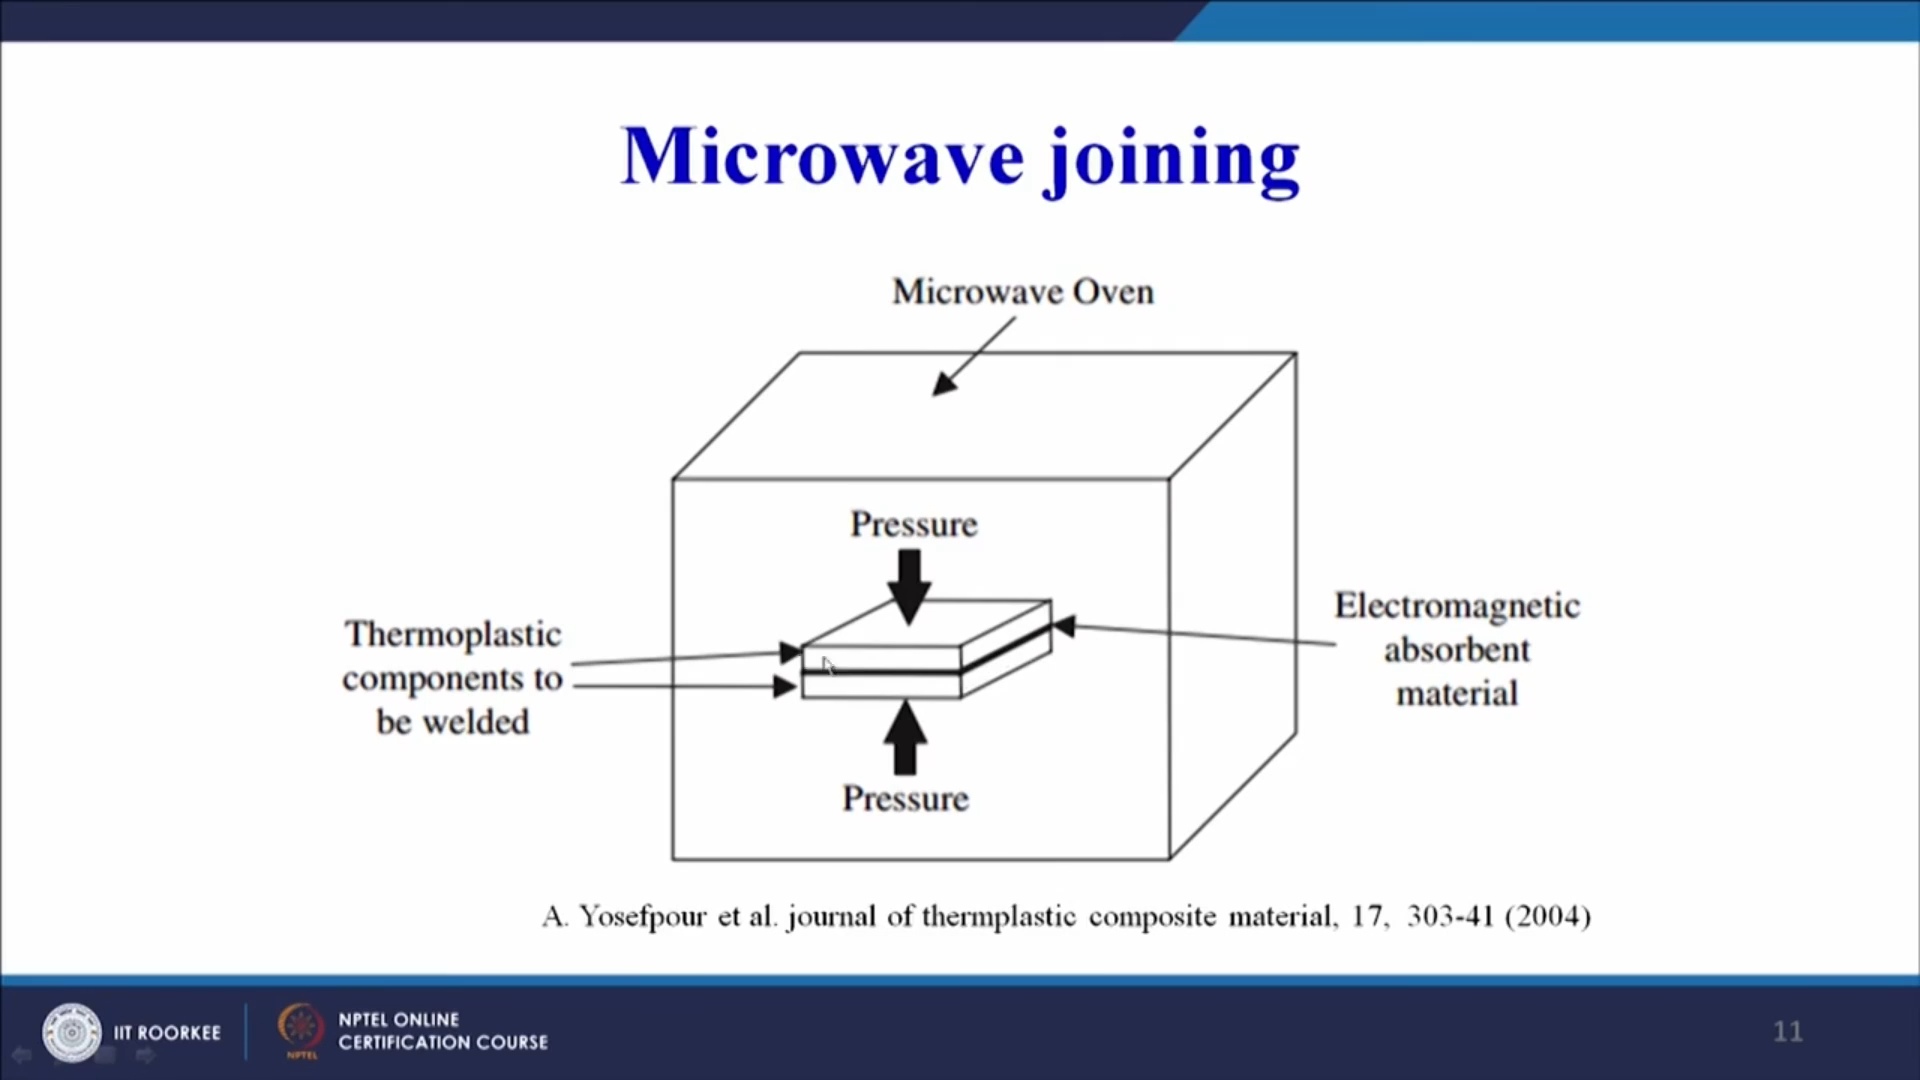 Microwave joining
Microwave Oven
Pressure
Thermoplastic
components to
be welded
Electromagnetic
absorbent
material
Pressure
A. Yosefpour et al. journal of thermplastic composite material, 17, 303-41 (2004)
IIT ROORKEE
NPTEL
NPTEL ONLINE
CERTIFICATION COURSE
11